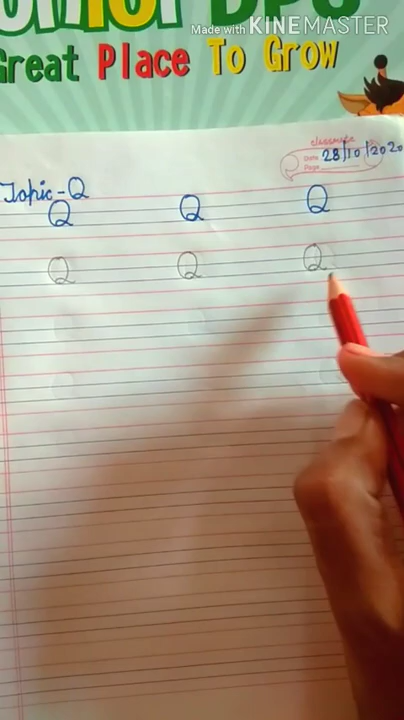 Made with KINEMASTER
Great Place To Grow
classmate
Date 28/10/2020
Page
Topic-Q
Q Q Q
Q Q Q